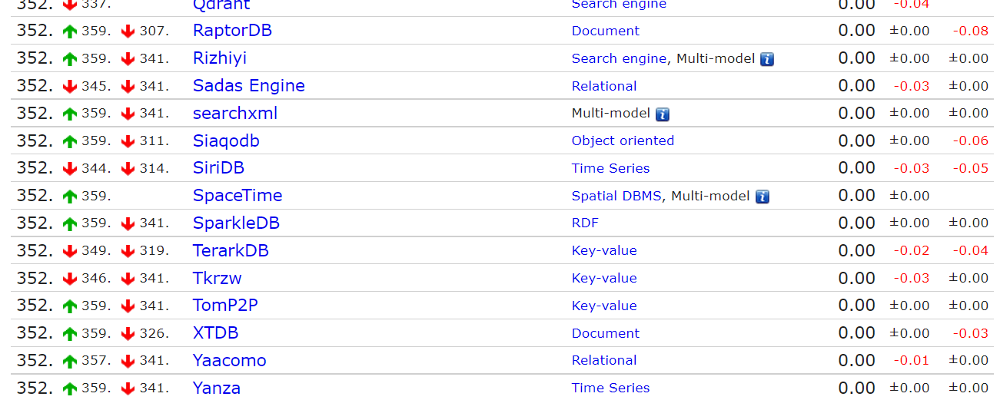 352. 337. Qdrant Search engine 0.00 -0.04
352. 359. 307. RaptorDB Document 0.00 ±0.00 -0.08
352. 359. 341. Rizhiyi Search engine, Multi-model i 0.00 ±0.00 ±0.00
352. 345. 341. Sadas Engine Relational 0.00 -0.03 ±0.00
352. 359. 341. searchxml Multi-model i 0.00 ±0.00 ±0.00
352. 359. 311. Siaqodb Object oriented 0.00 ±0.00 -0.06
352. 344. 314. SiriDB Time Series 0.00 -0.03 -0.05
352. 359. SpaceTime Spatial DBMS, Multi-model i 0.00 ±0.00
352. 359. 341. SparkleDB RDF 0.00 ±0.00 ±0.00
352. 349. 319. TerarkDB Key-value 0.00 -0.02 -0.04
352. 346. 341. Tkrzw Key-value 0.00 -0.03 ±0.00
352. 359. 341. TomP2P Key-value 0.00 ±0.00 ±0.00
352. 359. 326. XTDB Document 0.00 ±0.00 -0.03
352. 357. 341. Yaacomo Relational 0.00 -0.01 ±0.00
352. 359. 341. Yanza Time Series 0.00 ±0.00 ±0.00